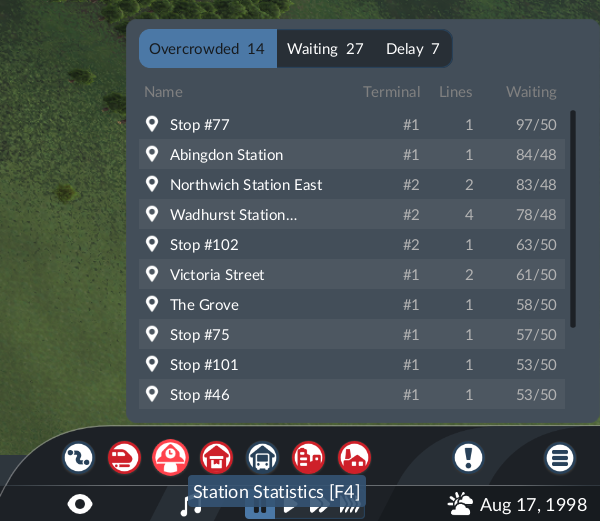 Overcrowded 14 Waiting 27 Delay 7
Name Terminal Lines Waiting
Stop #77 #1 1 97/50
Abingdon Station #1 1 84/48
Northwich Station East #2 2 83/48
Wadhurst Station... #2 4 78/48
Stop #102 #2 1 63/50
Victoria Street #1 2 61/50
The Grove #1 1 58/50
Stop #75 #1 1 57/50
Stop #101 #1 1 53/50
Stop #46 #1 1 53/50
Station Statistics [F4]
Aug 17, 1998